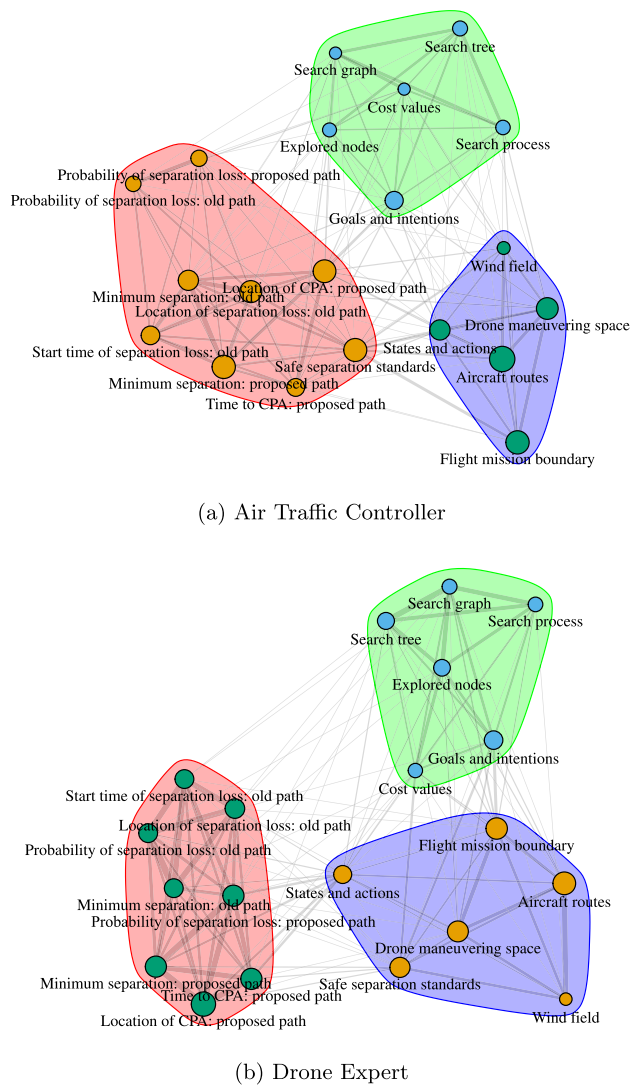 Search tree
Search graph
Cost values
Explored nodes
Search process
Probability of separation loss: proposed path
Probability of separation loss: old path
Goals and intentions
Wind field
Location of CPA: proposed path
Minimum separation: old path
Location of separation loss: old path
Drone maneuvering space
Start time of separation loss: old path
States and actions
Safe separation standards
Aircraft routes
Minimum separation: proposed path
Time to CPA: proposed path
Flight mission boundary
(a) Air Traffic Controller
Search graph
Search process
Search tree
Explored nodes
Goals and intentions
Cost values
Start time of separation loss: old path
Location of separation loss: old path
Flight mission boundary
Probability of separation loss: old path
States and actions
Aircraft routes
Minimum separation: old path
Probability of separation loss: proposed path
Drone maneuvering space
Minimum separation: proposed path
Safe separation standards
Time to CPA: proposed path
Location of CPA: proposed path
Wind field
(b) Drone Expert